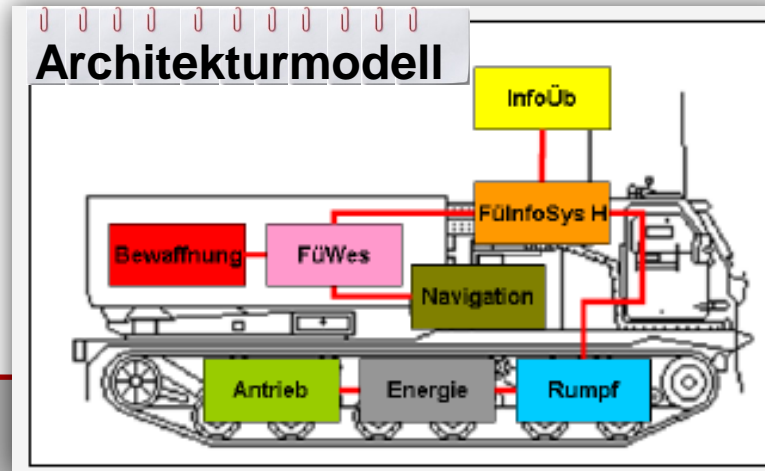 Architekturmodell
InfoÜb
FüInfoSys H
Bewaffnung
FüWes
Navigation
Antrieb
Energie
Rumpf